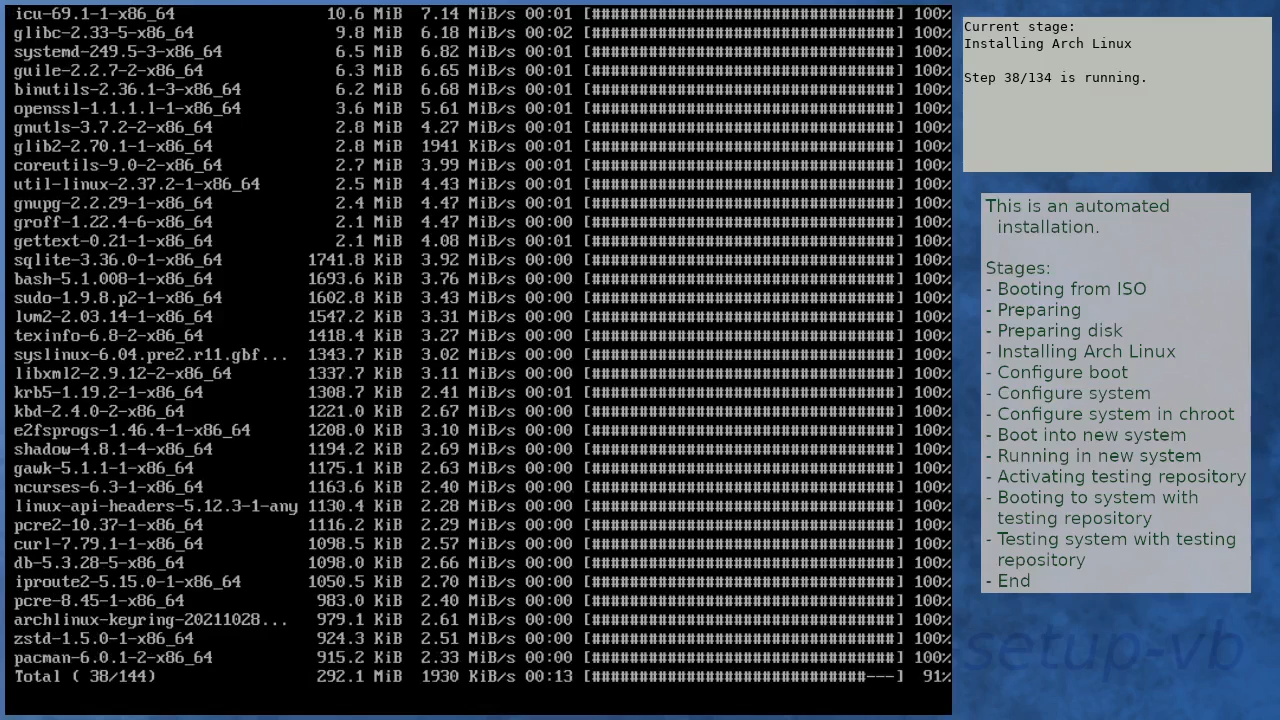 icu-69.1-1-x86_64 10.6 MiB 7.14 MiB/s 00:01 [################################] 100%
glibc-2.33-5-x86_64 9.8 MiB 6.18 MiB/s 00:02 [################################] 100%
systemd-249.5-3-x86_64 6.5 MiB 6.82 MiB/s 00:01 [################################] 100%
guile-2.2.7-2-x86_64 6.3 MiB 6.65 MiB/s 00:01 [################################] 100%
binutils-2.36.1-3-x86_64 6.2 MiB 6.68 MiB/s 00:01 [################################] 100%
openssl-1.1.1.l-1-x86_64 3.6 MiB 5.61 MiB/s 00:01 [################################] 100%
gnutls-3.7.2-2-x86_64 2.8 MiB 4.27 MiB/s 00:01 [################################] 100%
glib2-2.70.1-1-x86_64 2.8 MiB 1941 KiB/s 00:01 [################################] 100%
coreutils-9.0-2-x86_64 2.7 MiB 3.99 MiB/s 00:01 [################################] 100%
util-linux-2.37.2-1-x86_64 2.5 MiB 4.43 MiB/s 00:01 [################################] 100%
gnupg-2.2.29-1-x86_64 2.4 MiB 4.47 MiB/s 00:01 [################################] 100%
groff-1.22.4-6-x86_64 2.1 MiB 4.47 MiB/s 00:00 [################################] 100%
gettext-0.21-1-x86_64 2.1 MiB 4.08 MiB/s 00:01 [################################] 100%
sqlite-3.36.0-1-x86_64 1741.8 KiB 3.92 MiB/s 00:00 [################################] 100%
bash-5.1.008-1-x86_64 1693.6 KiB 3.76 MiB/s 00:00 [################################] 100%
sudo-1.9.8.p2-1-x86_64 1602.8 KiB 3.43 MiB/s 00:00 [################################] 100%
lvm2-2.03.14-1-x86_64 1547.2 KiB 3.31 MiB/s 00:00 [################################] 100%
texinfo-6.8-2-x86_64 1418.4 KiB 3.27 MiB/s 00:00 [################################] 100%
syslinux-6.04.pre2.r11.gbf... 1343.7 KiB 3.02 MiB/s 00:00 [################################] 100%
libxml2-2.9.12-2-x86_64 1337.7 KiB 3.11 MiB/s 00:00 [################################] 100%
krb5-1.19.2-1-x86_64 1308.7 KiB 2.41 MiB/s 00:01 [################################] 100%
kbd-2.4.0-2-x86_64 1221.0 KiB 2.67 MiB/s 00:00 [################################] 100%
e2fsprogs-1.46.4-1-x86_64 1208.0 KiB 3.10 MiB/s 00:00 [################################] 100%
shadow-4.8.1-4-x86_64 1194.2 KiB 2.69 MiB/s 00:00 [################################] 100%
gawk-5.1.1-1-x86_64 1175.1 KiB 2.63 MiB/s 00:00 [################################] 100%
ncurses-6.3-1-x86_64 1163.6 KiB 2.40 MiB/s 00:00 [################################] 100%
linux-api-headers-5.12.3-1-any 1130.4 KiB 2.28 MiB/s 00:00 [################################] 100%
pcre2-10.37-1-x86_64 1116.2 KiB 2.29 MiB/s 00:00 [################################] 100%
curl-7.79.1-1-x86_64 1098.5 KiB 2.57 MiB/s 00:00 [################################] 100%
db-5.3.28-5-x86_64 1098.0 KiB 2.66 MiB/s 00:00 [################################] 100%
iproute2-5.15.0-1-x86_64 1050.5 KiB 2.70 MiB/s 00:00 [################################] 100%
pcre-8.45-1-x86_64 983.0 KiB 2.40 MiB/s 00:00 [################################] 100%
archlinux-keyring-20211028... 979.1 KiB 2.61 MiB/s 00:00 [################################] 100%
zstd-1.5.0-1-x86_64 924.3 KiB 2.51 MiB/s 00:00 [################################] 100%
pacman-6.0.1-2-x86_64 915.2 KiB 2.33 MiB/s 00:00 [################################] 100%
Total ( 38/144) 292.1 MiB 1930 KiB/s 00:13 [#############################---] 91%
Current stage:
Installing Arch Linux
Step 38/134 is running.
This is an automated
installation.
Stages:
- Booting from ISO
- Preparing
- Preparing disk
- Installing Arch Linux
- Configure boot
- Configure system
- Configure system in chroot
- Boot into new system
- Running in new system
- Activating testing repository
- Booting to system with
testing repository
- Testing system with testing
repository
- End
setup-vb